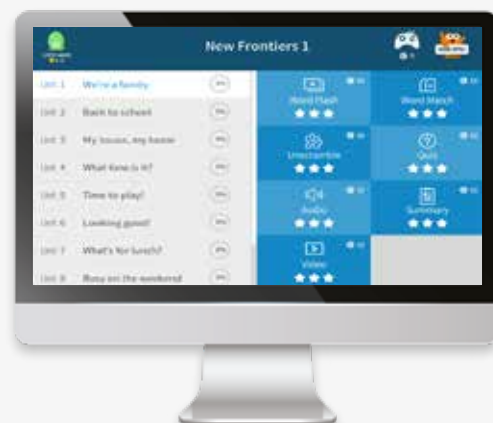 New Frontiers 1
Unit 1 We're a family
Unit 2 Back to school
Unit 3 My house, my home
Unit 4 What time is it?
Unit 5 Time to play!
Unit 6 Looking good!
Unit 7 What's for lunch?
Unit 8 Busy on the weekend
Word Flash
Word Match
Unscramble
Quiz
Audio
Summary
Video